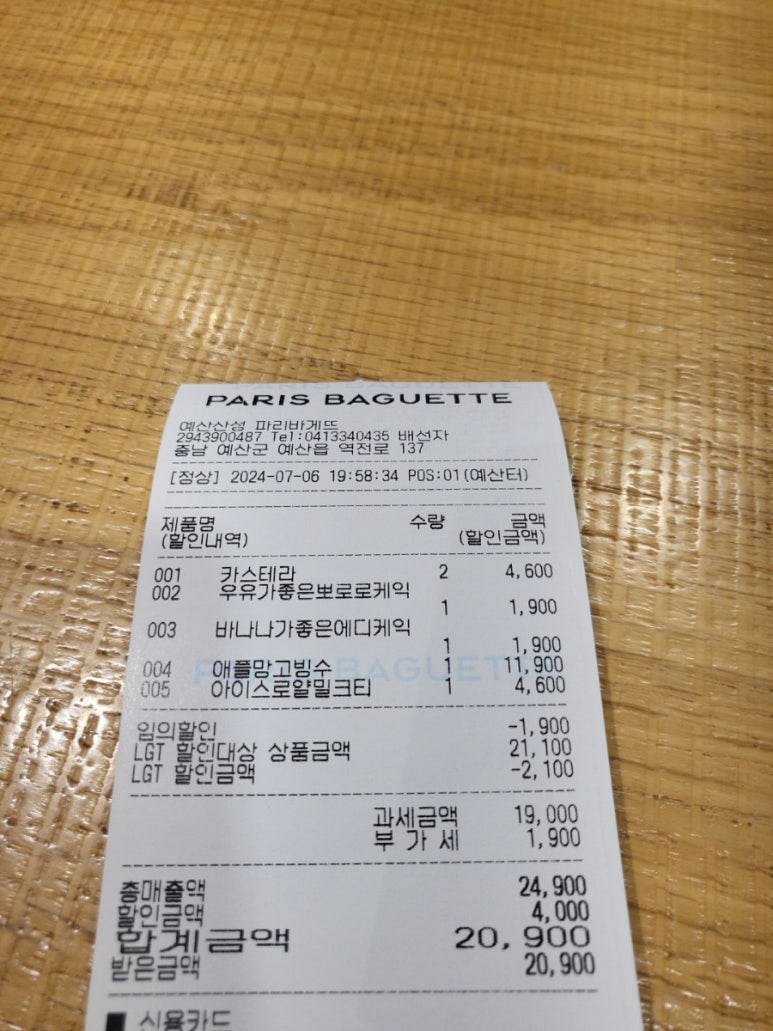 PARIS BAGUETTE
예산산성 파리바게뜨
2943900487 Tel:0413340435 배선자
충남 예산군 예산읍 역전로 137
[정상] 2024-07-06 19:58:34 POS:01(예산터)
제품명 수량 금액
(할인내역) (할인금액)
001 카스테라 2 4,600
002 우유가좋은뽀로로케익
1 1,900
003 바나나가좋은에디케익
1 1,900
004 애플망고빙수 1 11,900
005 아이스로얄밀크티 1 4,600
PARIS BAGUETTE
임의할인 -1,900
LGT 할인대상 상품금액 21,100
LGT 할인금액 -2,100
과세금액 19,000
부 가 세 1,900
총매출액 24,900
할인금액 4,000
합계금액 20,900
받은금액 20,900
■ 신용카드